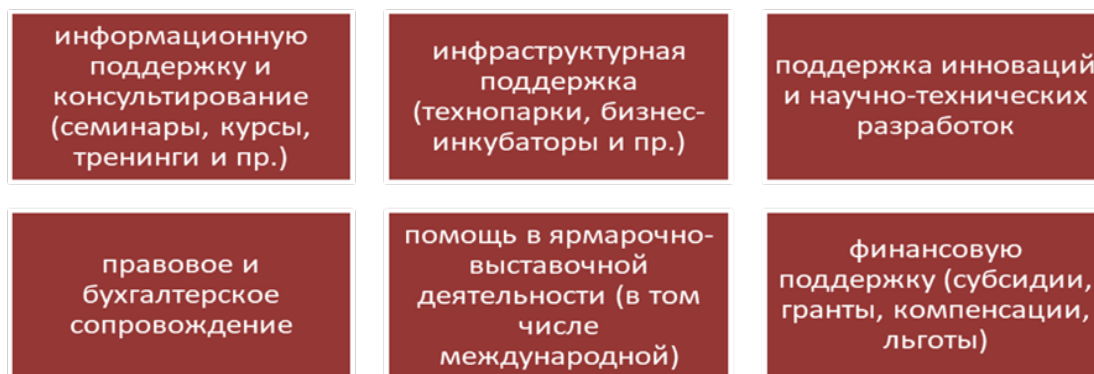 информационную
поддержку и
консультирование
(семинары, курсы,
тренинги и пр.)
инфраструктурная
поддержка
(технопарки, бизнес-
инкубаторы и пр.)
поддержка инноваций
и научно-технических
разработок
правовое и
бухгалтерское
сопровождение
помощь в ярмарочно-
выставочной
деятельности (в том
числе
международной)
финансовую
поддержку (субсидии,
гранты, компенсации,
льготы)